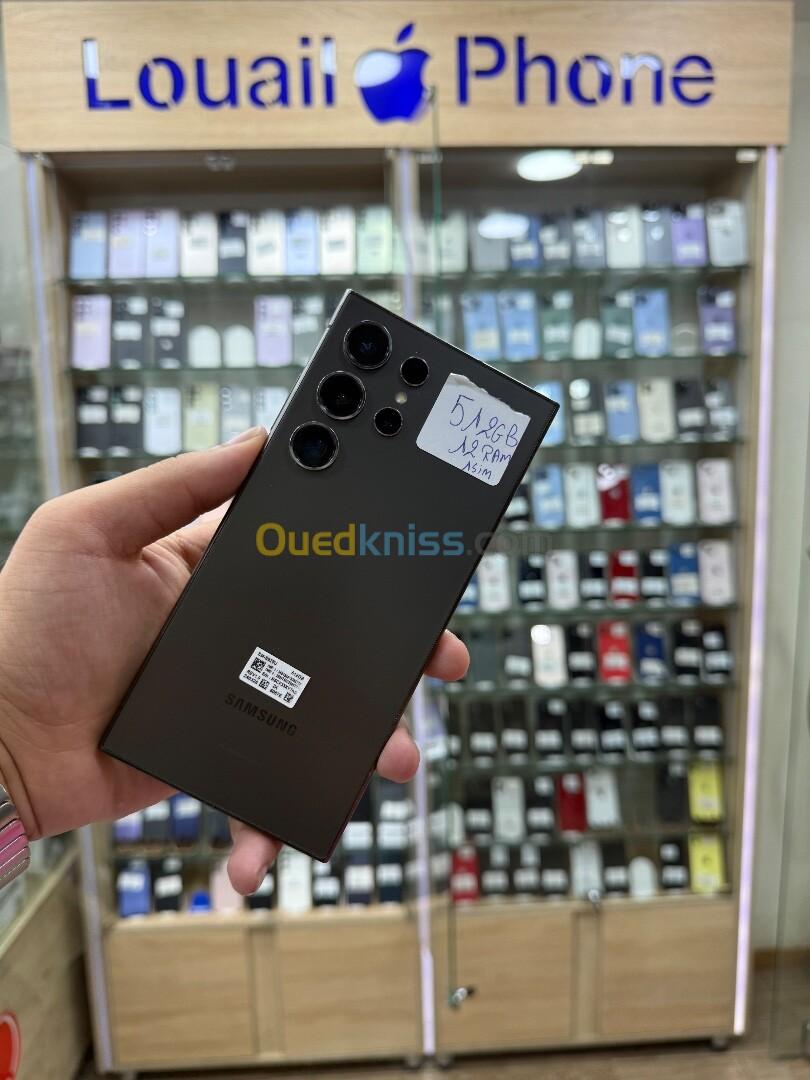 Louail Phone
512GB
12 RAM
1sim
Ouedkniss.com
SAMSUNG